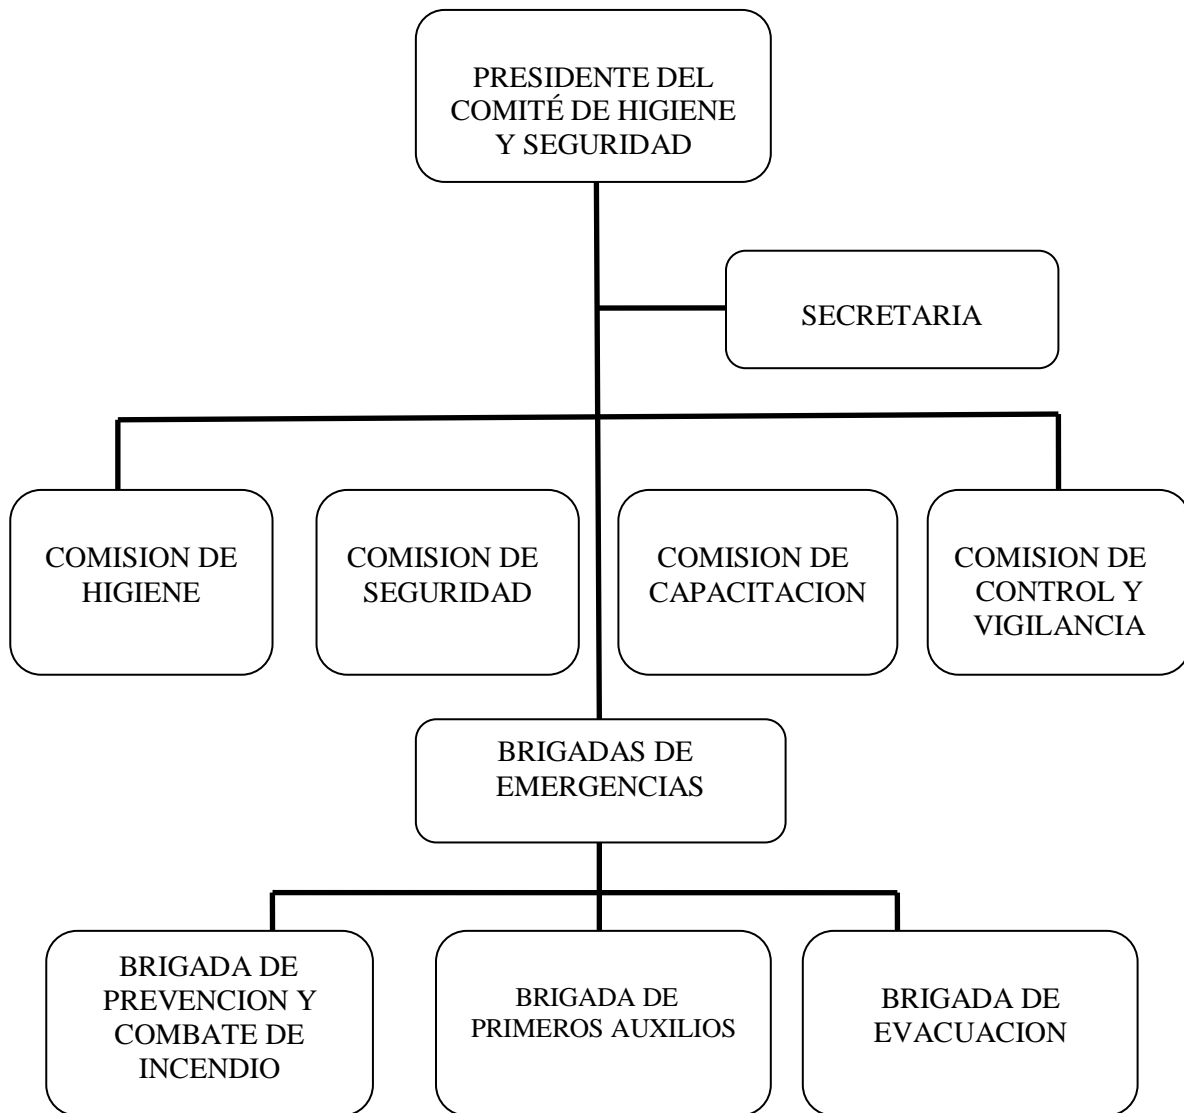 PRESIDENTE DEL
COMITÉ DE HIGIENE
Y SEGURIDAD
SECRETARIA
COMISION DE
HIGIENE
COMISION DE
SEGURIDAD
COMISION DE
CAPACITACION
COMISION DE
CONTROL Y
VIGILANCIA
BRIGADAS DE
EMERGENCIAS
BRIGADA DE
PREVENCION Y
COMBATE DE
INCENDIO
BRIGADA DE
PRIMEROS AUXILIOS
BRIGADA DE
EVACUACION